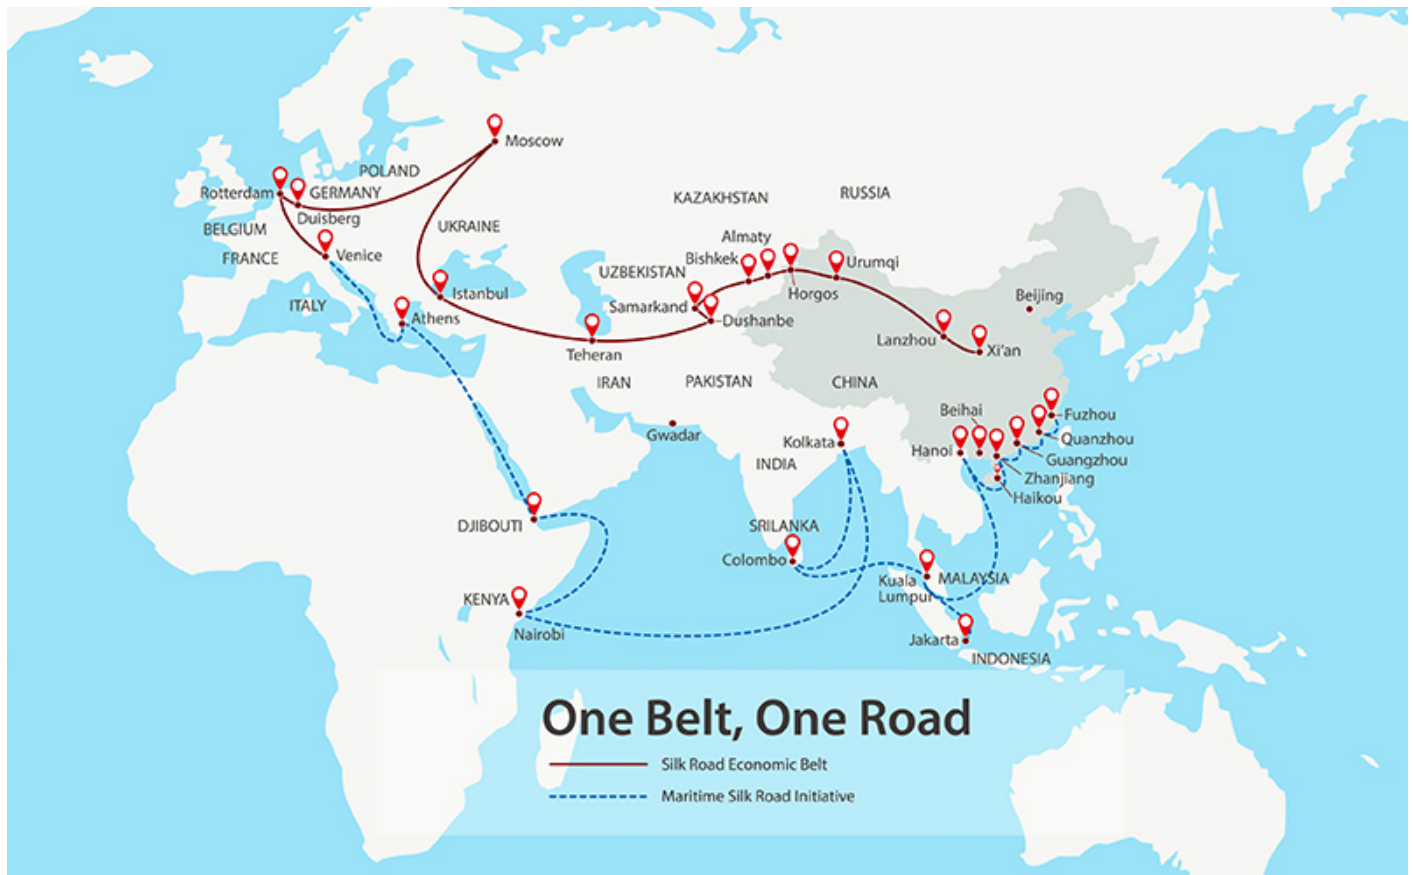 Moscow
POLAND
Rotterdam
GERMANY
Duisberg
KAZAKHSTAN
RUSSIA
BELGIUM
UKRAINE
Almaty
FRANCE
Venice
Bishkek
Urumqi
UZBEKISTAN
Istanbul
Horgos
Beijing
ITALY
Samarkand
Athens
Dushanbe
Lanzhou
Xi'an
Teheran
IRAN
PAKISTAN
CHINA
Beihai
Fuzhou
Gwadar
Kolkata
Quanzhou
Hanoi
Guangzhou
INDIA
Zhanjiang
Haikou
DJIBOUTI
SRILANKA
Colombo
Kuala
Lumpur
MALAYSIA
KENYA
Nairobi
Jakarta
INDONESIA
One Belt, One Road
Silk Road Economic Belt
Maritime Silk Road Initiative